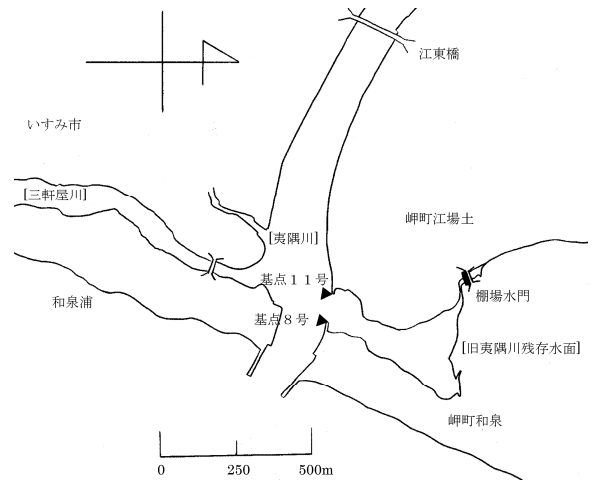 江東橋
いすみ市
[三軒屋川]
岬町江場土
[夷隅川]
基点１１号
棚場水門
和泉浦
基点８号
[旧夷隅川残存水面]
岬町和泉
0 250 500m